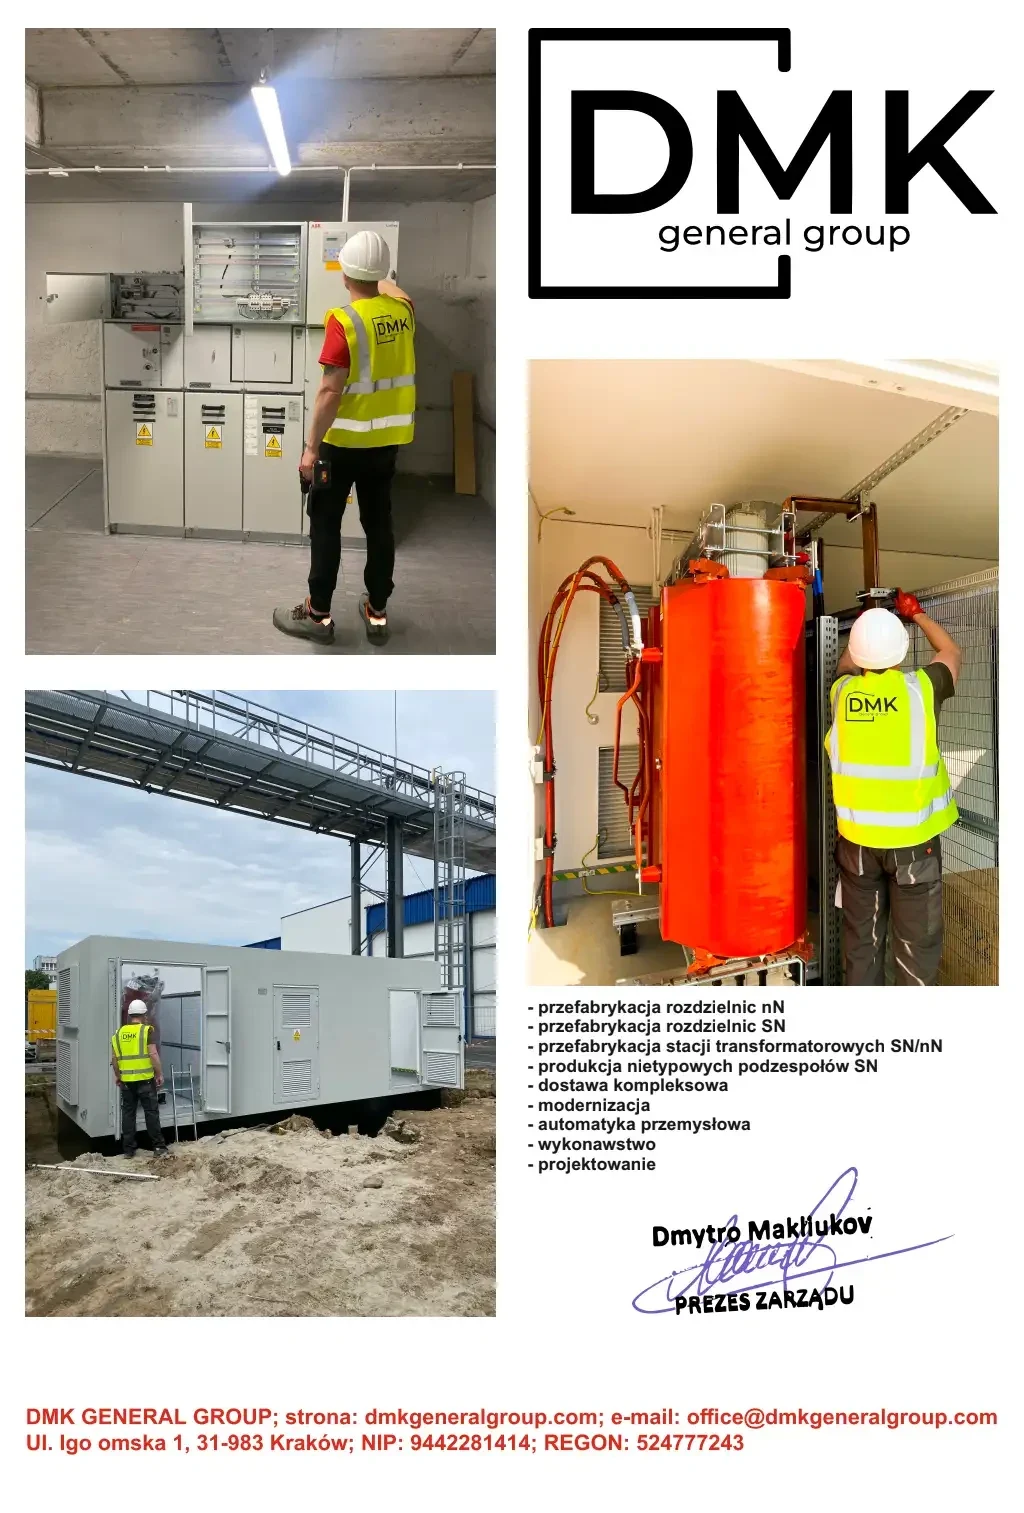 DMK
general group
ABB
DMK
DMK
DMK
- przefabrykacja rozdzielnic nN
- przefabrykacja rozdzielnic SN
- przefabrykacja stacji transformatorowych SN/nN
- produkcja nietypowych podzespołów SN
- dostawa kompleksowa
- modernizacja
- automatyka przemysłowa
- wykonawstwo
- projektowanie
Dmytro Makliukov
PREZES ZARZĄDU
DMK GENERAL GROUP; strona: dmkgeneralgroup.com; e-mail: office@dmkgeneralgroup.com
Ul. Igo omska 1, 31-983 Kraków; NIP: 9442281414; REGON: 524777243